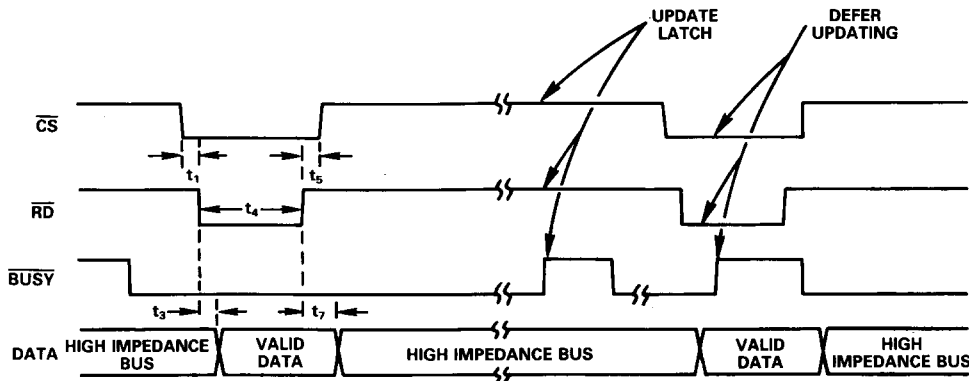 UPDATE
LATCH
DEFER
UPDATING
CS
t1
t5
RD
t4
BUSY
t3
t7
DATA
HIGH IMPEDANCE
BUS
VALID
DATA
HIGH IMPEDANCE BUS
VALID
DATA
HIGH
IMPEDANCE BUS